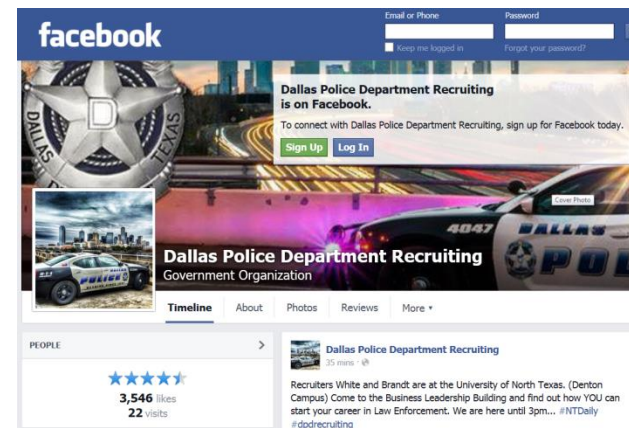 Email or Phone
Password
facebook
Keep me logged in
Forgot your password?
Dallas Police Department Recruiting
is on Facebook.
To connect with Dallas Police Department Recruiting, sign up for Facebook today.
Sign Up
Log In
DALLAS
D
TEXAS
Cover Photo
4047
DALLAS
POLICE
PO
Dallas Police Department Recruiting
Government Organization
Timeline
About
Photos
Reviews
More
PEOPLE
3,546 likes
22 visits
Dallas Police Department Recruiting
35 mins ·
Recruiters White and Brandt are at the University of North Texas. (Denton
Campus) Come to the Business Leadership Building and find out how YOU can
start your career in Law Enforcement. We are here until 3pm... #NTDaily
#dpdrecruiting